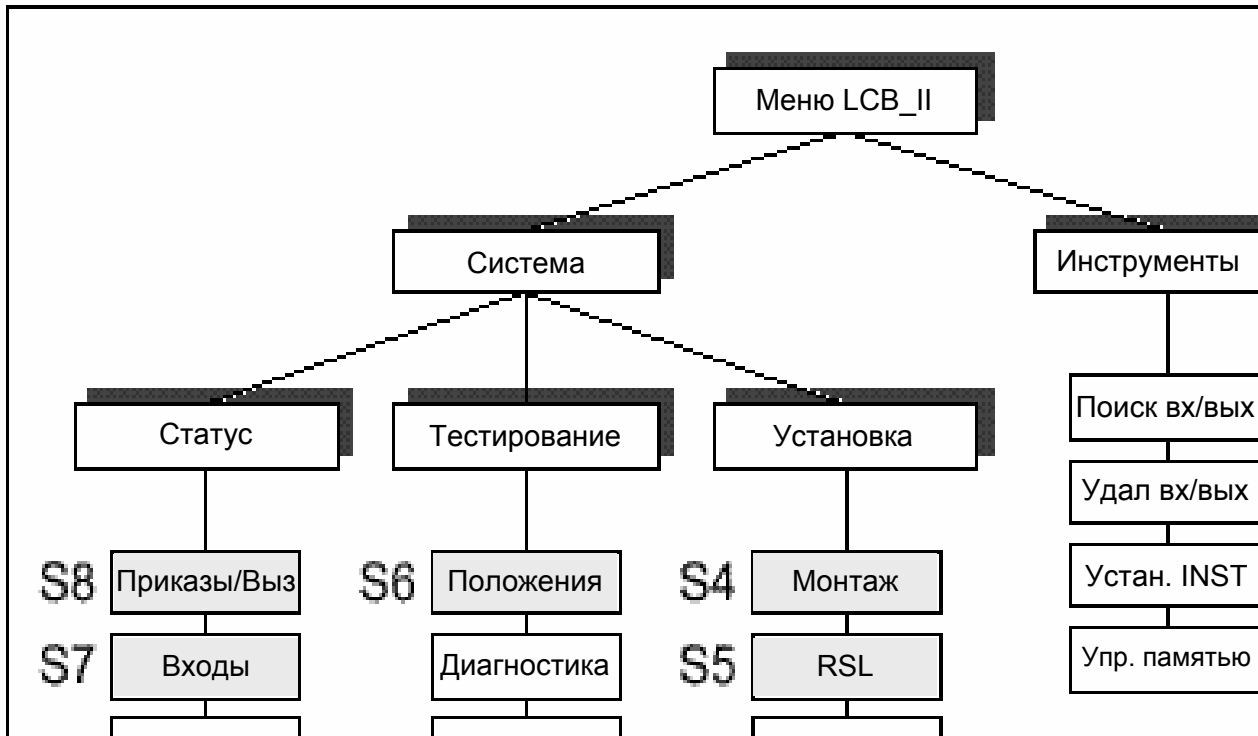 Меню LCB_II
Система
Инструменты
Статус
Тестирование
Установка
Поиск вх/вых
Удал вх/вых
Устан. INST
Упр. памятью
S8 Приказы/Выз
S6 Положения
S4 Монтаж
S7 Входы
Диагностика
S5 RSL